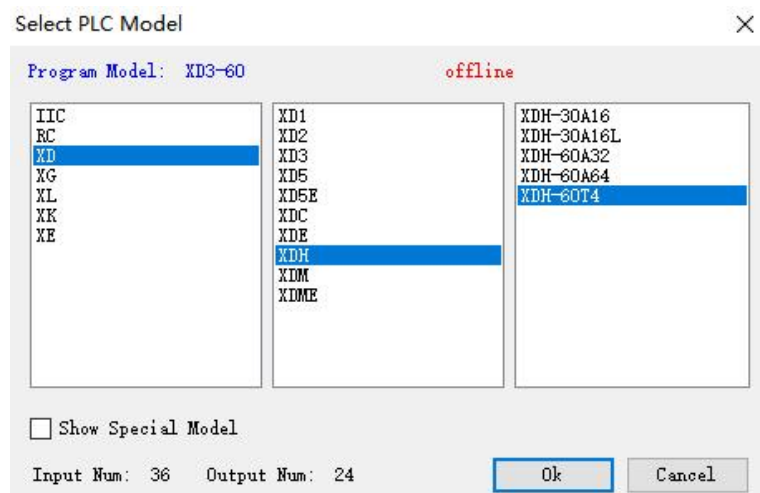 Select PLC Model
Program Model: XD3-60 offline
IIC
RC
XD
XG
XL
XK
XE
XD1
XD2
XD3
XD5
XD5E
XDC
XDE
XDH
XDM
XDME
XDH-30A16
XDH-30A16L
XDH-60A32
XDH-60A64
XDH-60T4
Show Special Model
Input Num: 36 Output Num: 24
Ok
Cancel